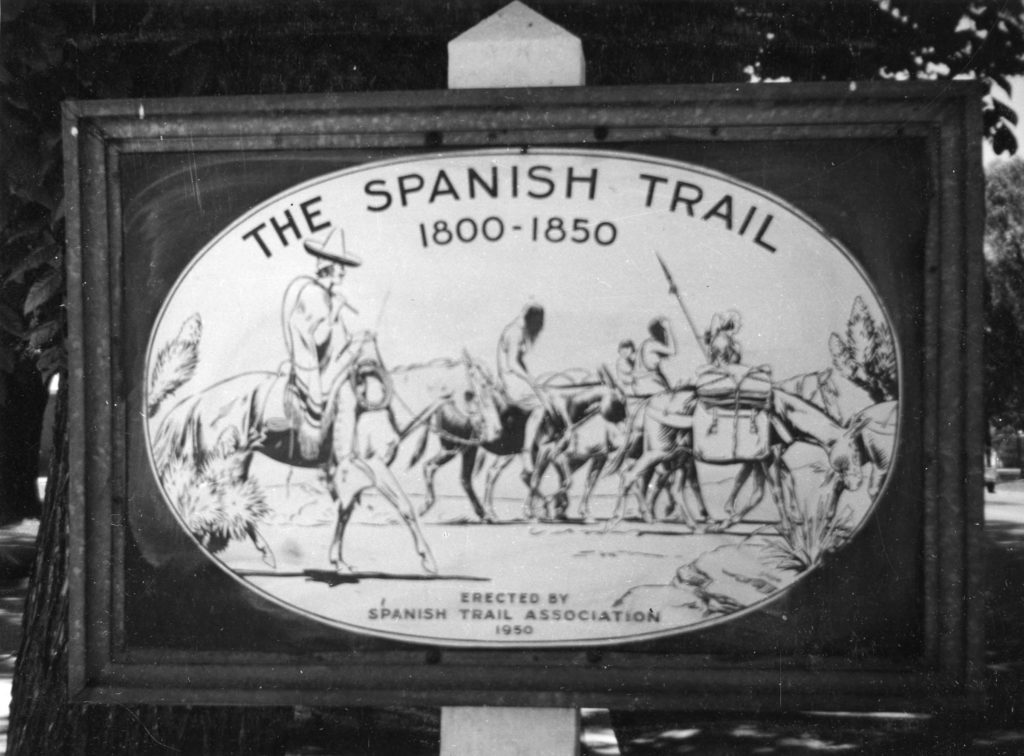 THE SPANISH TRAIL
1800-1850
ERECTED BY
SPANISH TRAIL ASSOCIATION
1950